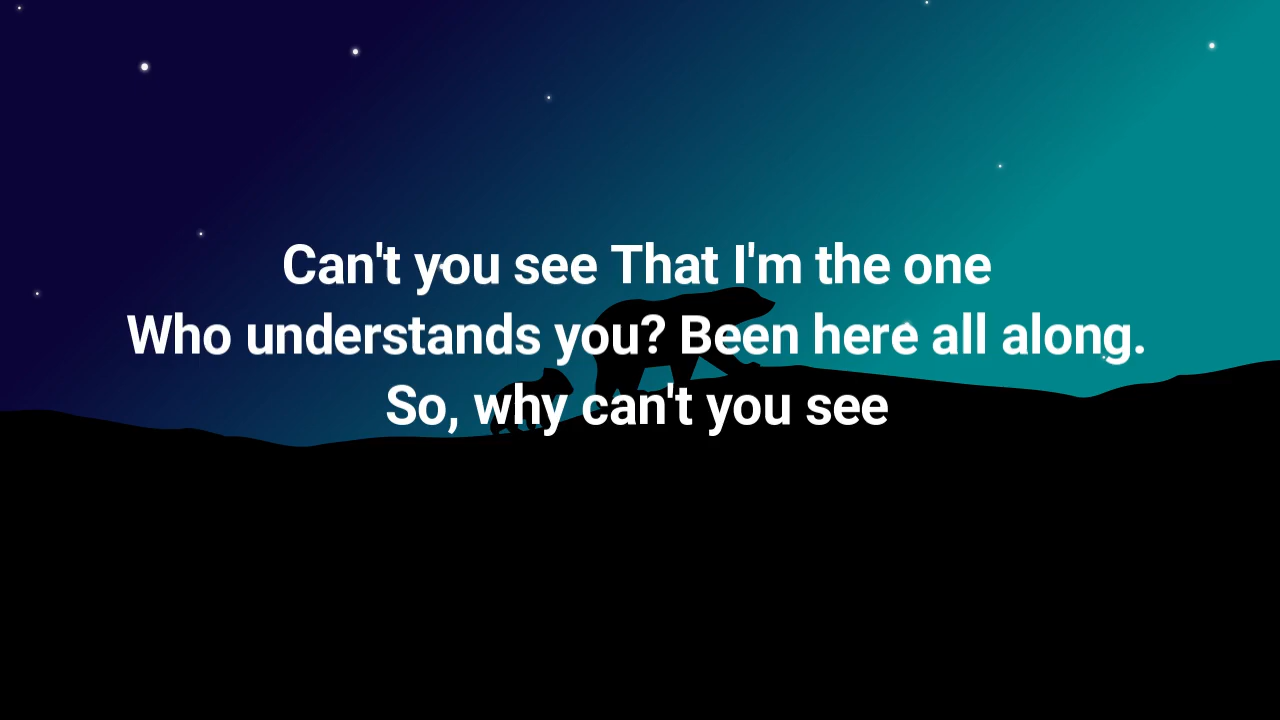 Can't you see That I'm the one
Who understands you? Been here all along.
So, why can't you see